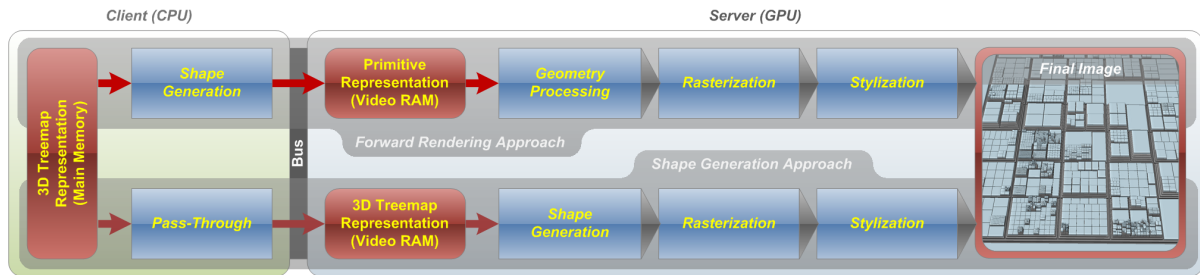 Client (CPU)
Server (GPU)
3D Treemap
Representation
(Main Memory)
Shape
Generation
Bus
Primitive
Representation
(Video RAM)
Geometry
Processing
Rasterization
Stylization
Final Image
Forward Rendering Approach
Shape Generation Approach
Pass-Through
3D Treemap
Representation
(Video RAM)
Shape
Generation
Rasterization
Stylization